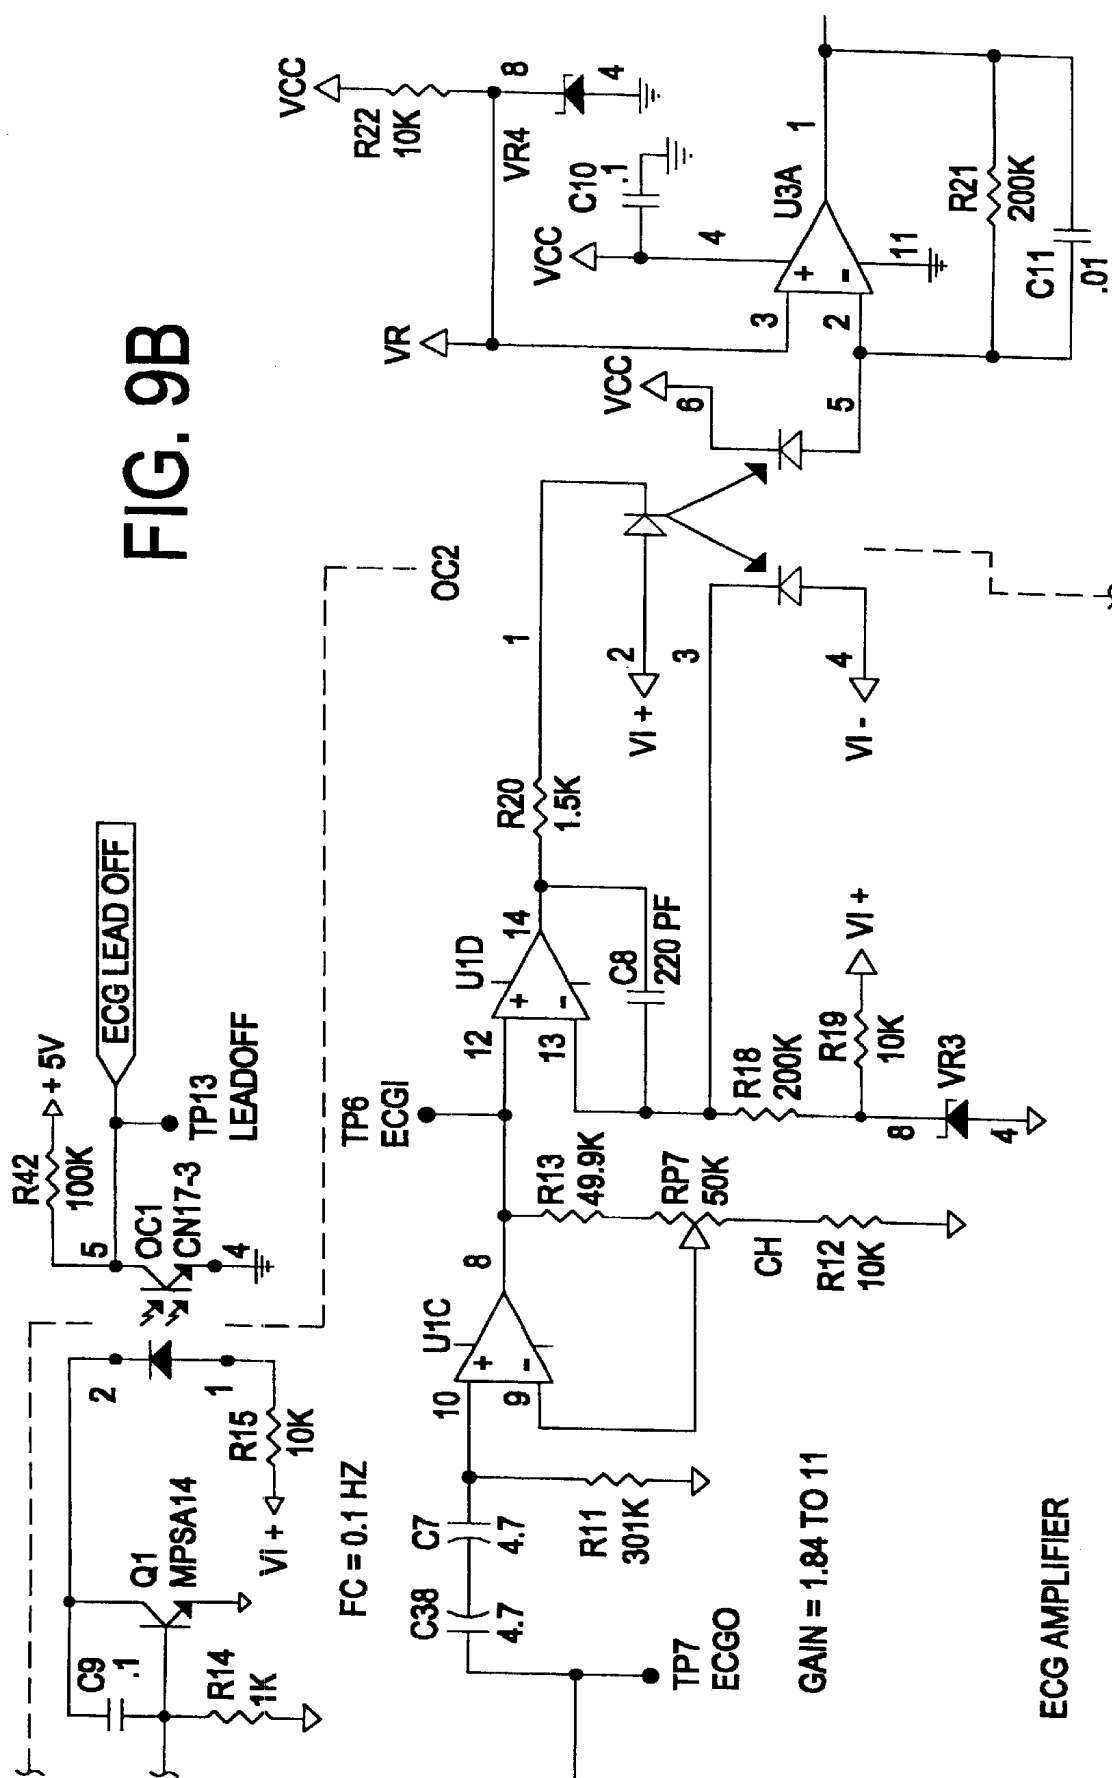 FIG. 9B
C9
.1
Q1
MPSA14
R14
1K
2
1
R15
10K
Vi +
OC1
CN17-3
5
4
R42
100K
+ 5V
TP13
LEADOFF
ECG LEAD OFF
FC = 0.1 HZ
C38
4.7
C7
4.7
TP7
ECGO
R11
301K
GAIN = 1.84 TO 11
ECG AMPLIFIER
10
9
U1C
+
-
8
R13
49.9K
RP7
50K
CH
R12
10K
TP6
ECGI
12
13
U1D
+
-
14
C8
220 PF
R18
200K
R19
10K
VI +
8
VR3
4
R20
1.5K
1
OC2
2
VI +
3
4
VI -
VCC
6
5
VR
VCC
R22
10K
VR4
8
4
VCC
C10
.1
4
3
2
+
-
U3A
1
11
R21
200K
C11
.01